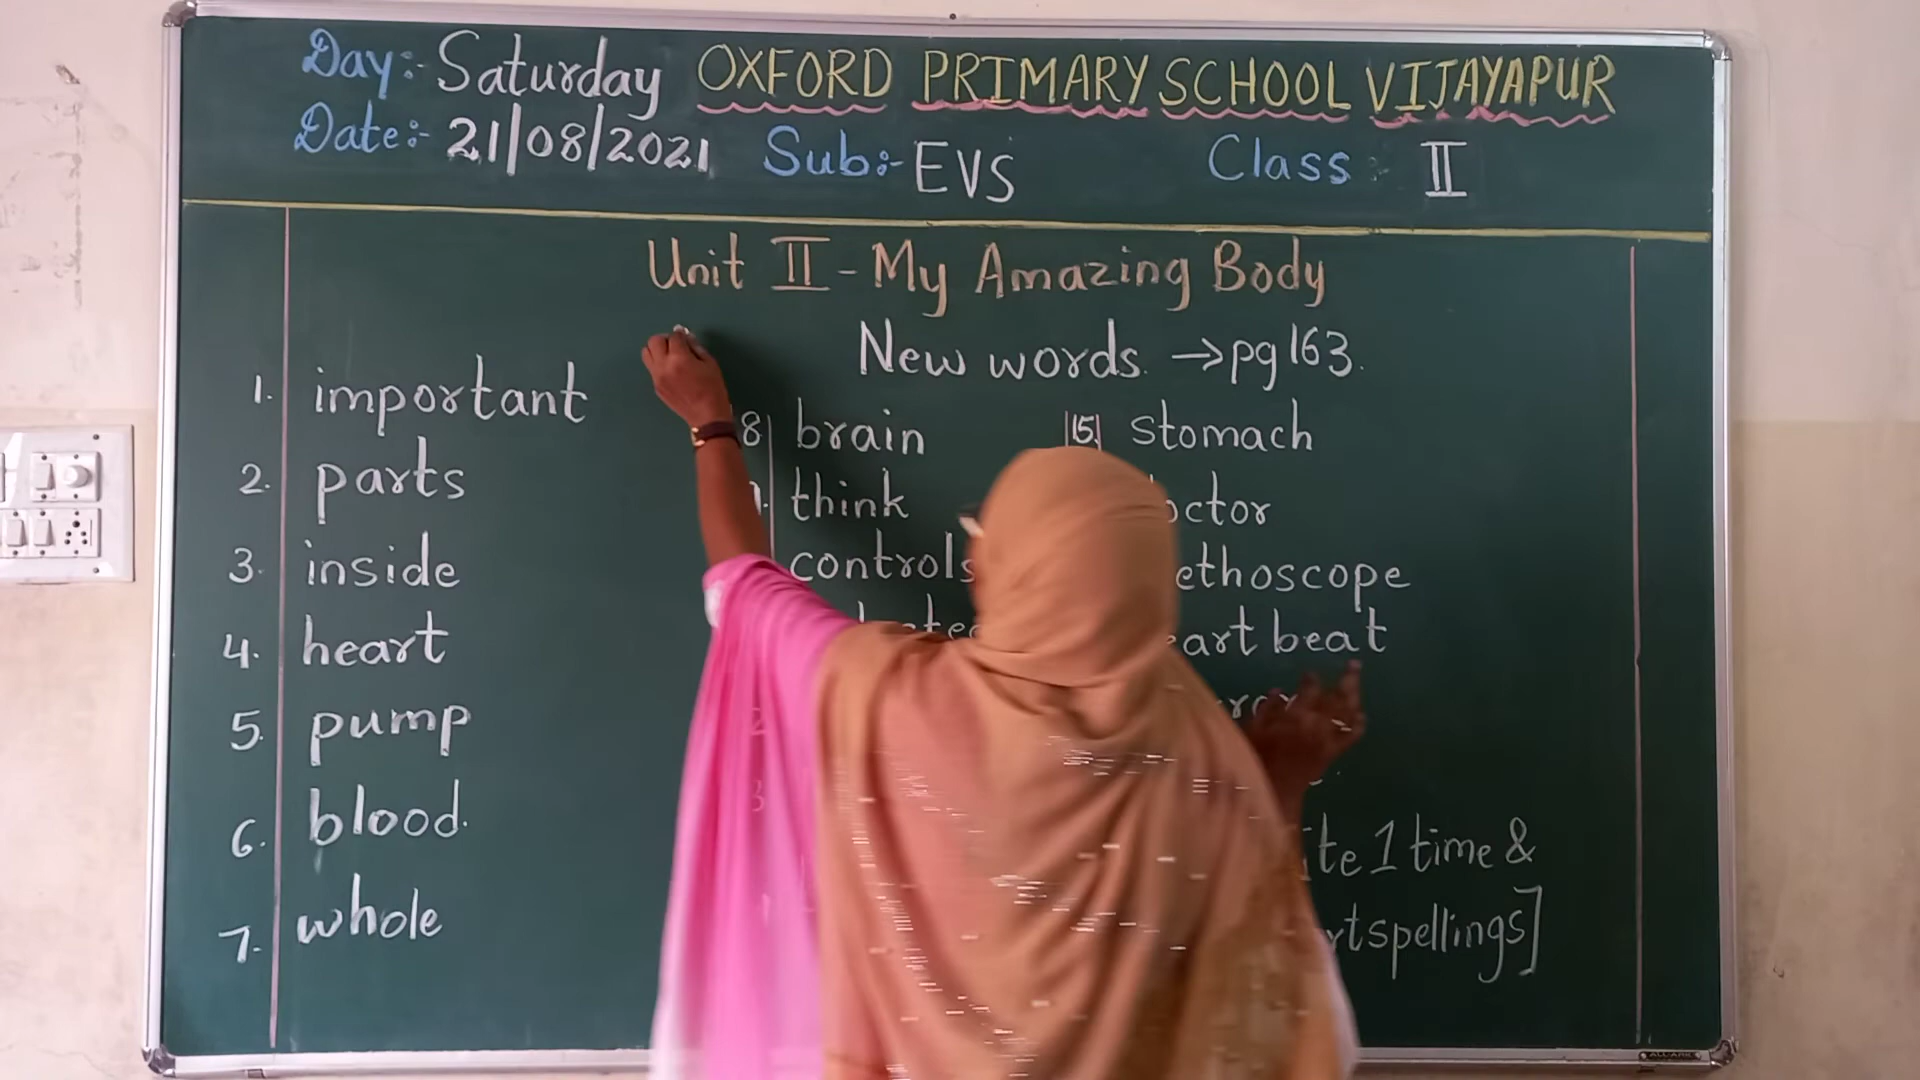 Day:- Saturday OXFORD PRIMARY SCHOOL VIJAYAPUR
Date:- 21/08/2021 Sub:- EVS Class:- II
Unit II - My Amazing Body
New words. → pg 163.
1. important
2. parts
3. inside
4. heart
5. pump
6. blood.
7. whole
8 brain
think
controls
15. stomach
octor
ethoscope
eart beat
ite 1 time &
rt spellings]